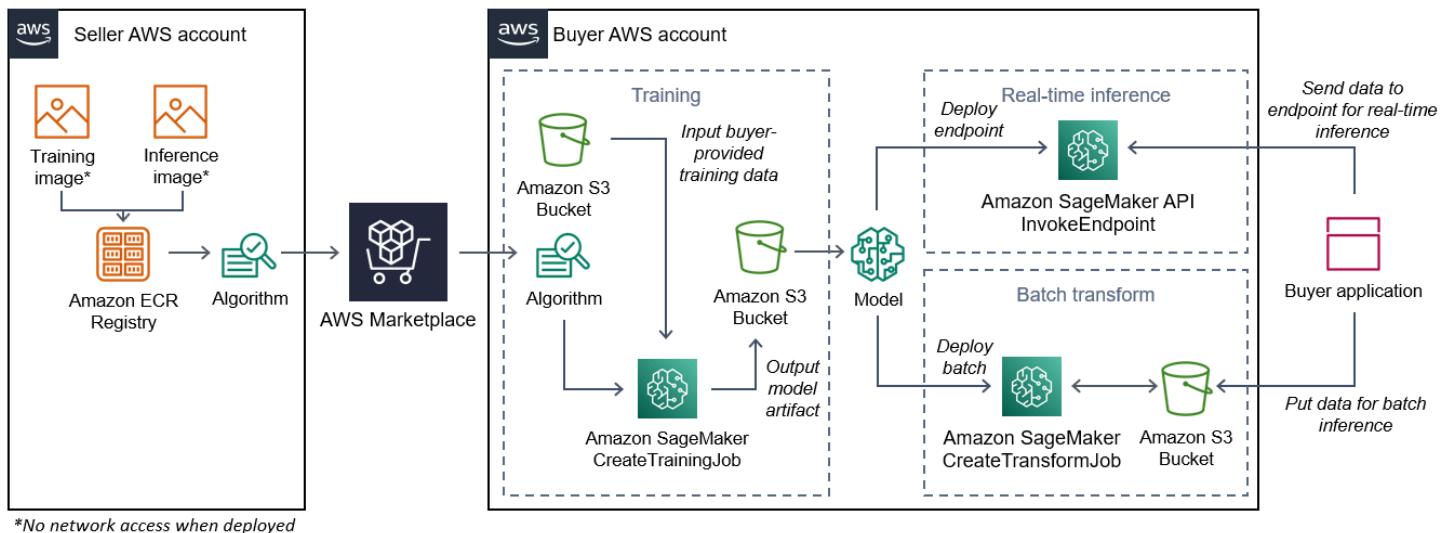 aws
Seller AWS account
Training
image*
Inference
image*
Amazon ECR
Registry
Algorithm
*No network access when deployed
AWS Marketplace
aws
Buyer AWS account
Training
Amazon S3
Bucket
Input buyer-
provided
training data
Algorithm
Amazon S3
Bucket
Output
model
artifact
Amazon SageMaker
CreateTrainingJob
Model
Real-time inference
Deploy
endpoint
Amazon SageMaker API
InvokeEndpoint
Batch transform
Deploy
batch
Amazon SageMaker
CreateTransformJob
Amazon S3
Bucket
Send data to
endpoint for real-time
inference
Buyer application
Put data for batch
inference